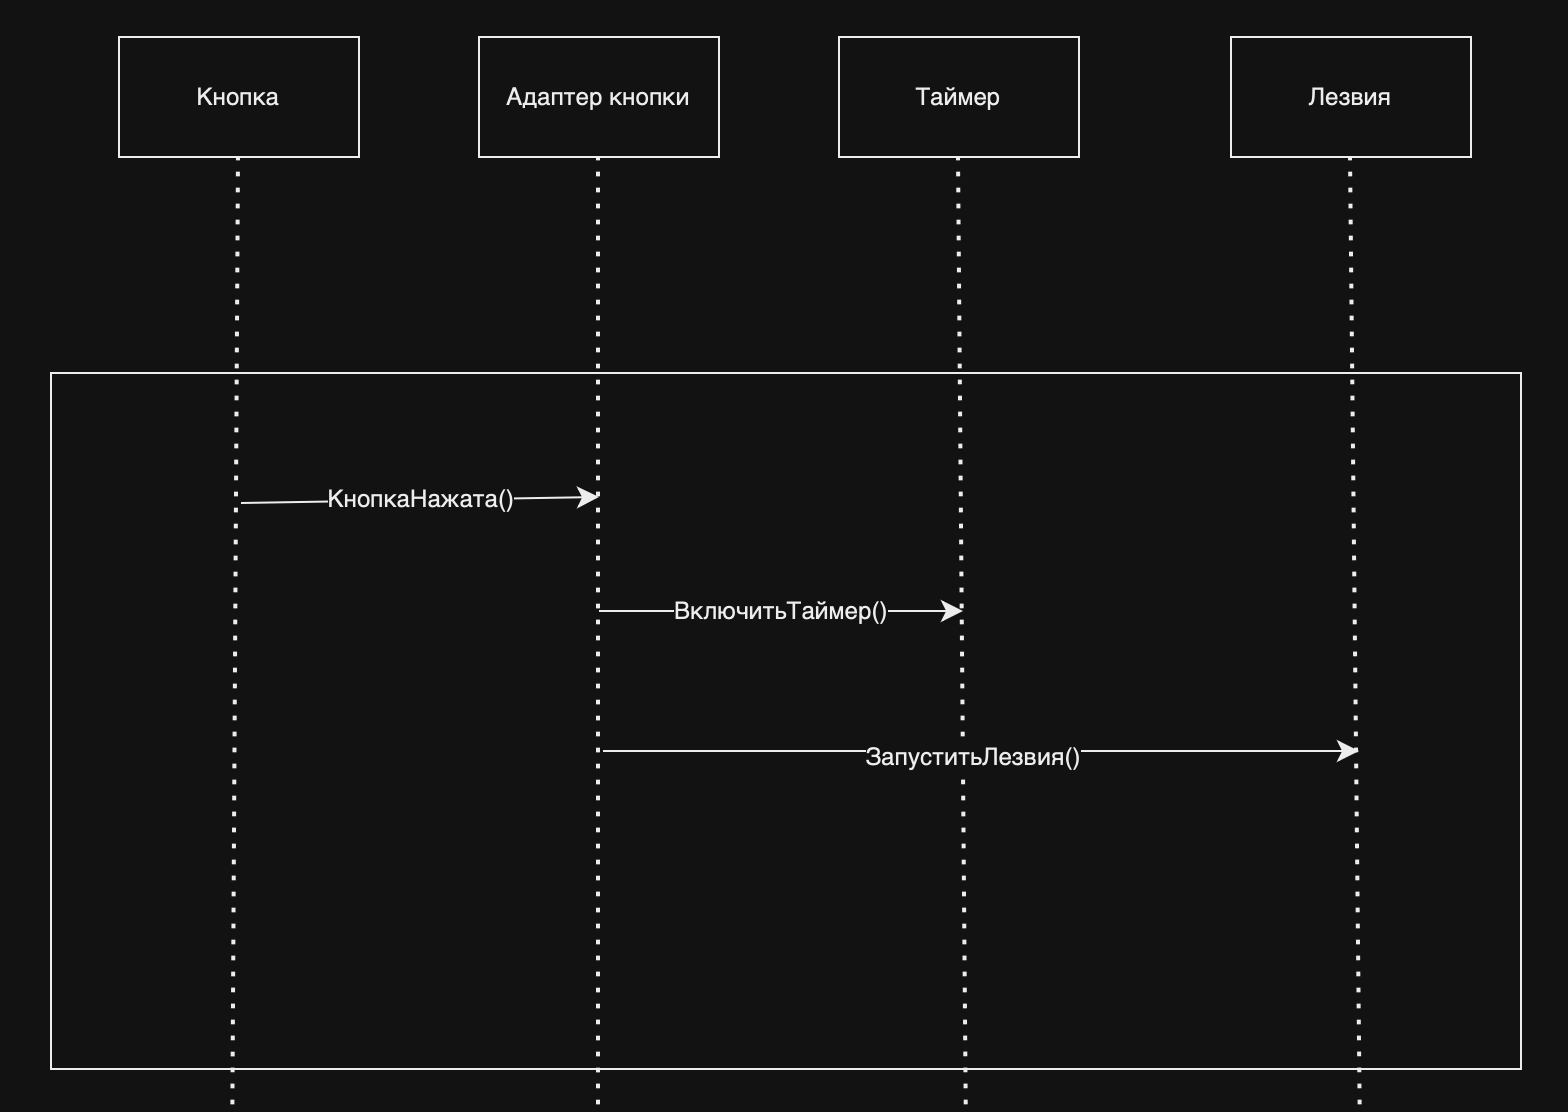 Кнопка
Адаптер кнопки
Таймер
Лезвия
КнопкаНажата()
ВключитьТаймер()
ЗапуститьЛезвия()